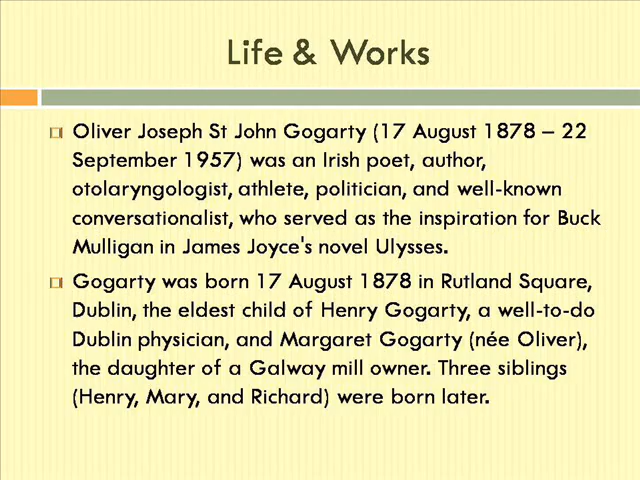 Life & Works
Oliver Joseph St John Gogarty (17 August 1878 – 22
September 1957) was an Irish poet, author,
otolaryngologist, athlete, politician, and well-known
conversationalist, who served as the inspiration for Buck
Mulligan in James Joyce's novel Ulysses.
Gogarty was born 17 August 1878 in Rutland Square,
Dublin, the eldest child of Henry Gogarty, a well-to-do
Dublin physician, and Margaret Gogarty (née Oliver),
the daughter of a Galway mill owner. Three siblings
(Henry, Mary, and Richard) were born later.